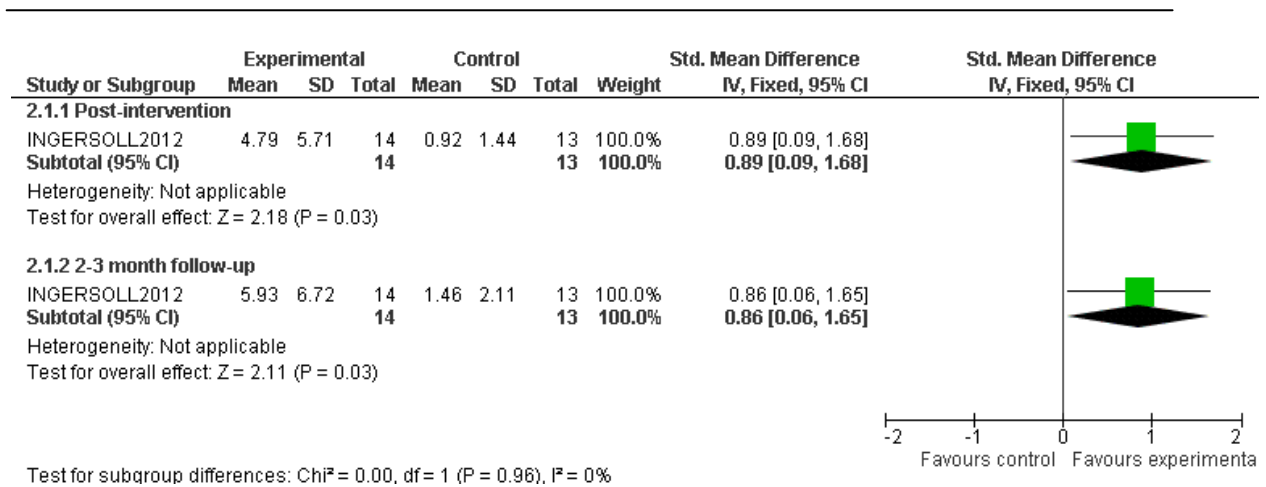 Experimental Control Std. Mean Difference Std. Mean Difference
Study or Subgroup Mean SD Total Mean SD Total Weight IV, Fixed, 95% CI IV, Fixed, 95% CI
2.1.1 Post-intervention
INGERSOLL2012 4.79 5.71 14 0.92 1.44 13 100.0% 0.89 [0.09, 1.68]
Subtotal (95% CI) 14 13 100.0% 0.89 [0.09, 1.68]
Heterogeneity: Not applicable
Test for overall effect: Z = 2.18 (P = 0.03)
2.1.2 2-3 month follow-up
INGERSOLL2012 5.93 6.72 14 1.46 2.11 13 100.0% 0.86 [0.06, 1.65]
Subtotal (95% CI) 14 13 100.0% 0.86 [0.06, 1.65]
Heterogeneity: Not applicable
Test for overall effect: Z = 2.11 (P = 0.03)
-2 -1 0 1 2
Favours control Favours experimenta
Test for subgroup differences: Chi² = 0.00, df = 1 (P = 0.96), I² = 0%